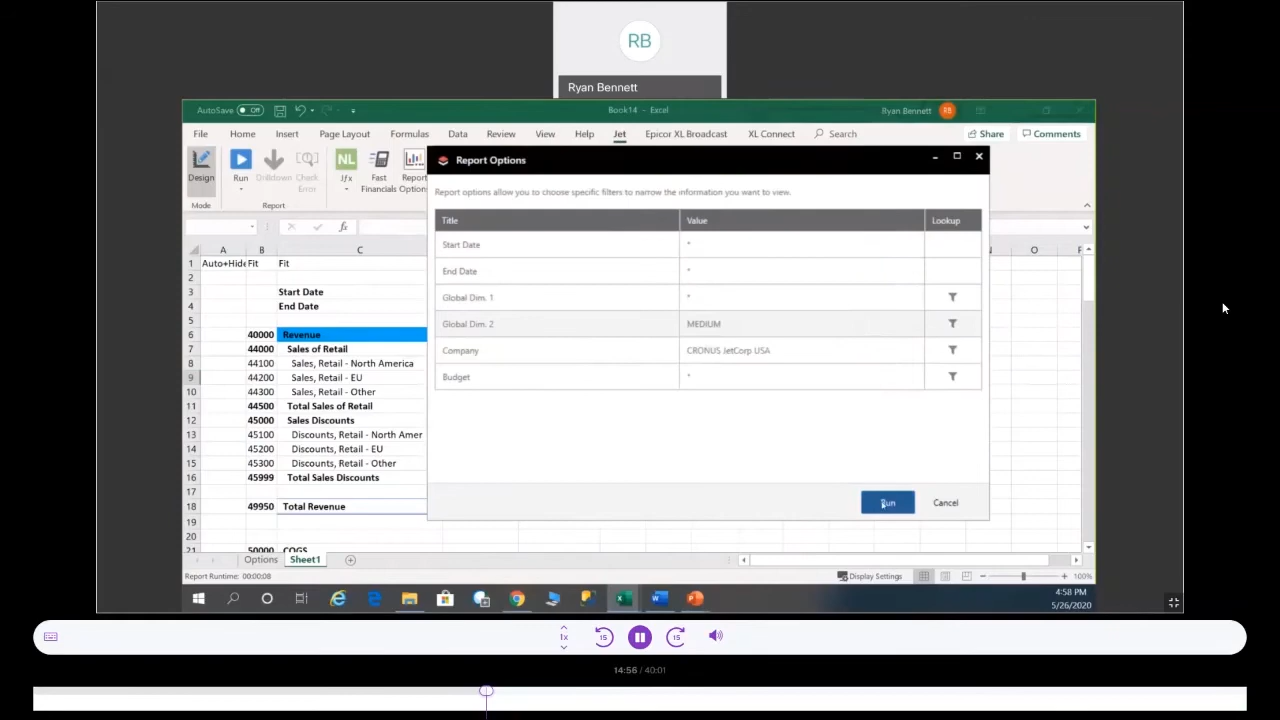 RB
Ryan Bennett
AutoSave Off
Book14 - Excel
Ryan Bennett RB
File Home Insert Page Layout Formulas Data Review View Help Jet Epicor XL Broadcast XL Connect Search Share Comments
Design Run Drilldown Check Error Jfx Fast Financials Report Options
NL
Mode Report
Report Options
Report options allow you to choose specific filters to narrow the information you want to view.
Title Value Lookup
Start Date *
End Date *
Global Dim. 1 *
Global Dim. 2 MEDIUM
Company CRONUS JetCorp USA
Budget *
Run Cancel
fx
A B C O
1 Auto+Hide Fit Fit
2
3 Start Date
4 End Date
5
6 40000 Revenue
7 44000 Sales of Retail
8 44100 Sales, Retail - North America
9 44200 Sales, Retail - EU
10 44300 Sales, Retail - Other
11 44500 Total Sales of Retail
12 45000 Sales Discounts
13 45100 Discounts, Retail - North Amer
14 45200 Discounts, Retail - EU
15 45300 Discounts, Retail - Other
16 45999 Total Sales Discounts
17
18 49950 Total Revenue
19
20
21 50000 COGS
Options Sheet1
Report Runtime: 00:00:08
Display Settings
100%
4:58 PM
5/26/2020
1x 15 15
14:56 / 40:01